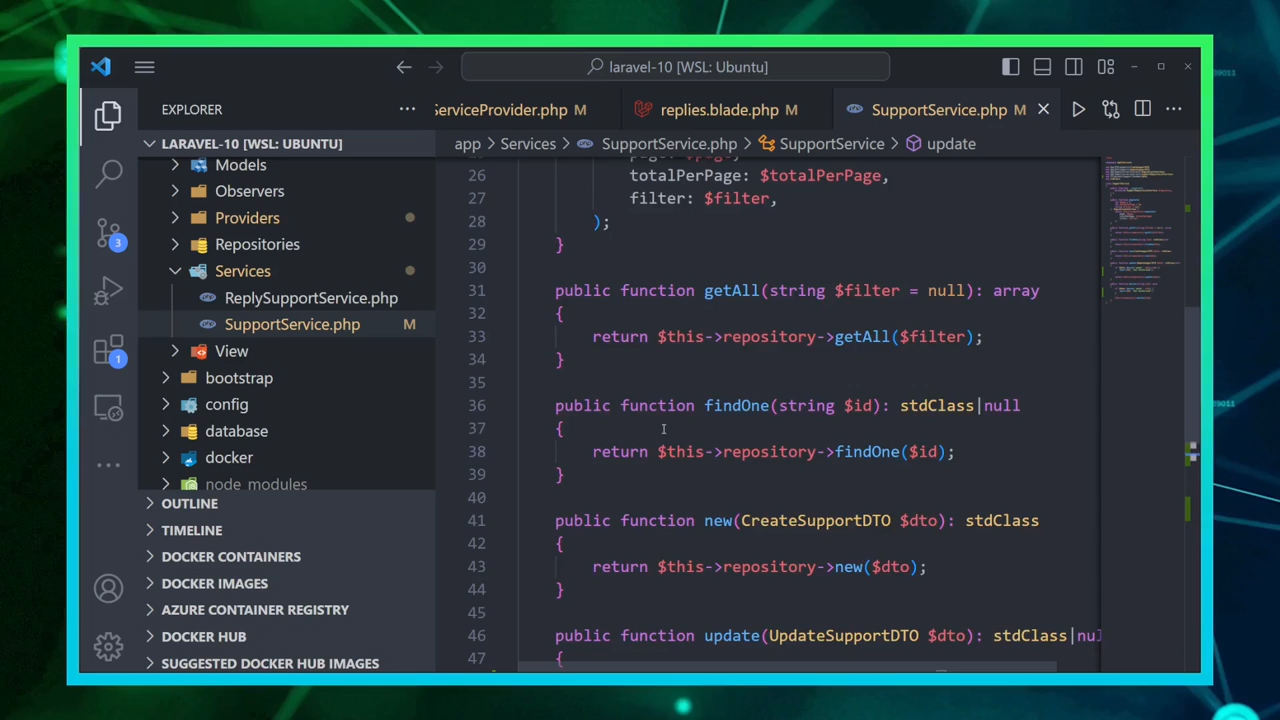 laravel-10 [WSL: Ubuntu]
EXPLORER
ServiceProvider.php M
replies.blade.php M
SupportService.php M
LARAVEL-10 [WSL: UBUNTU]
app > Services > SupportService.php > SupportService > update
Models
Observers
Providers
Repositories
Services
ReplySupportService.php
SupportService.php M
View
bootstrap
config
database
docker
node_modules
OUTLINE
TIMELINE
DOCKER CONTAINERS
DOCKER IMAGES
AZURE CONTAINER REGISTRY
DOCKER HUB
SUGGESTED DOCKER HUB IMAGES
3
1
page: $page,
26 totalPerPage: $totalPerPage,
27 filter: $filter,
28 );
29 }
30
31 public function getAll(string $filter = null): array
32 {
33 return $this->repository->getAll($filter);
34 }
35
36 public function findOne(string $id): stdClass|null
37 {
38 return $this->repository->findOne($id);
39 }
40
41 public function new(CreateSupportDTO $dto): stdClass
42 {
43 return $this->repository->new($dto);
44 }
45
46 public function update(UpdateSupportDTO $dto): stdClass|nul
47 {